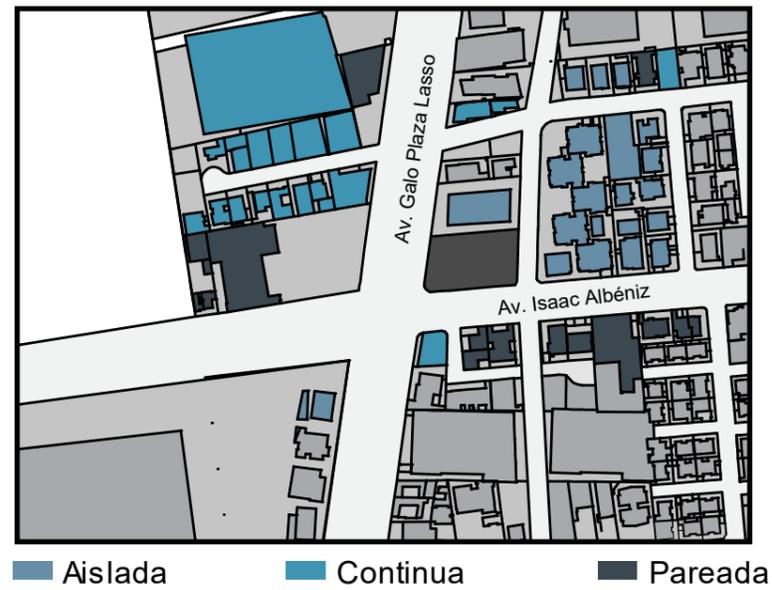 Av. Galo Plaza Lasso
Av. Isaac Albéniz
Aislada
Continua
Pareada